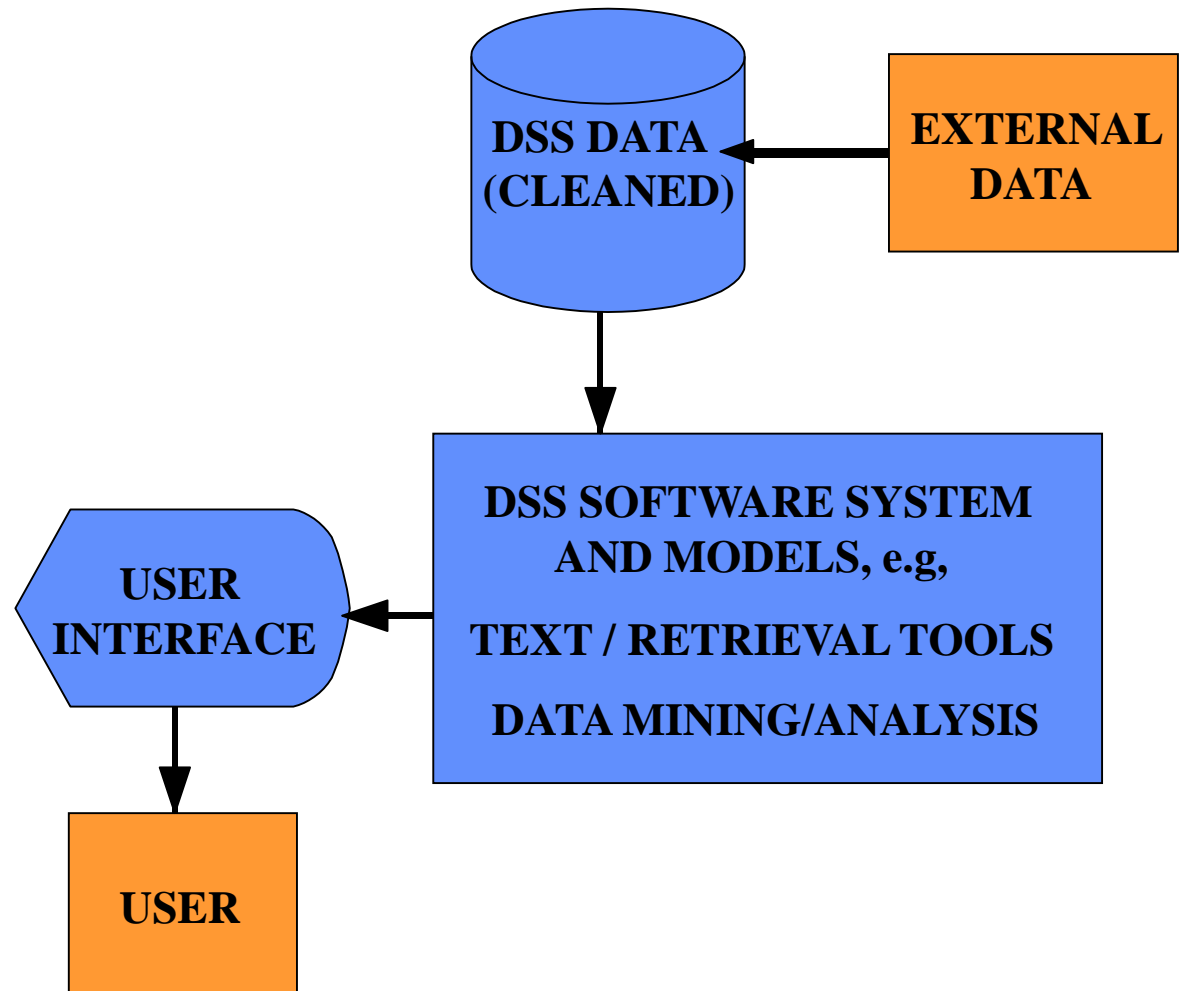 DSS DATA
(CLEANED)
EXTERNAL
DATA
DSS SOFTWARE SYSTEM
AND MODELS, e.g,
TEXT / RETRIEVAL TOOLS
DATA MINING/ANALYSIS
USER
INTERFACE
USER